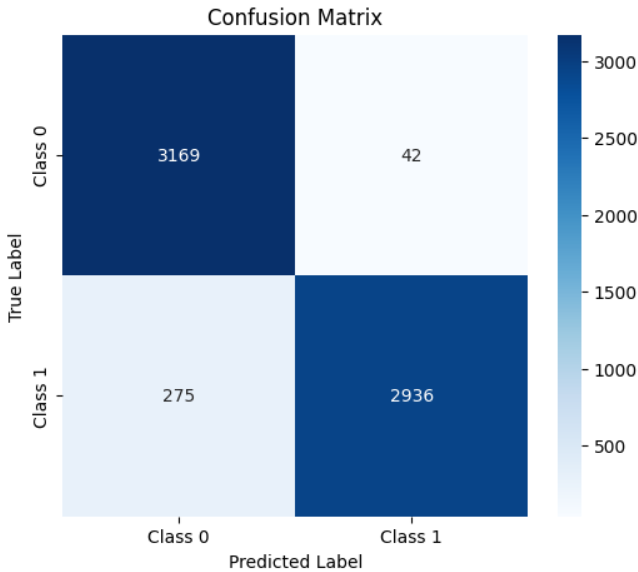 Confusion Matrix
True Label
Class 0
3169 42
Class 1
275 2936
Class 0 Class 1
Predicted Label
3000
2500
2000
1500
1000
500